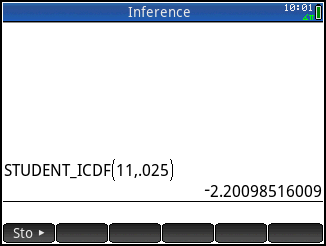 Inference
10:01
STUDENT_ICDF(11,.025)
-2.20098516009
Sto ▸